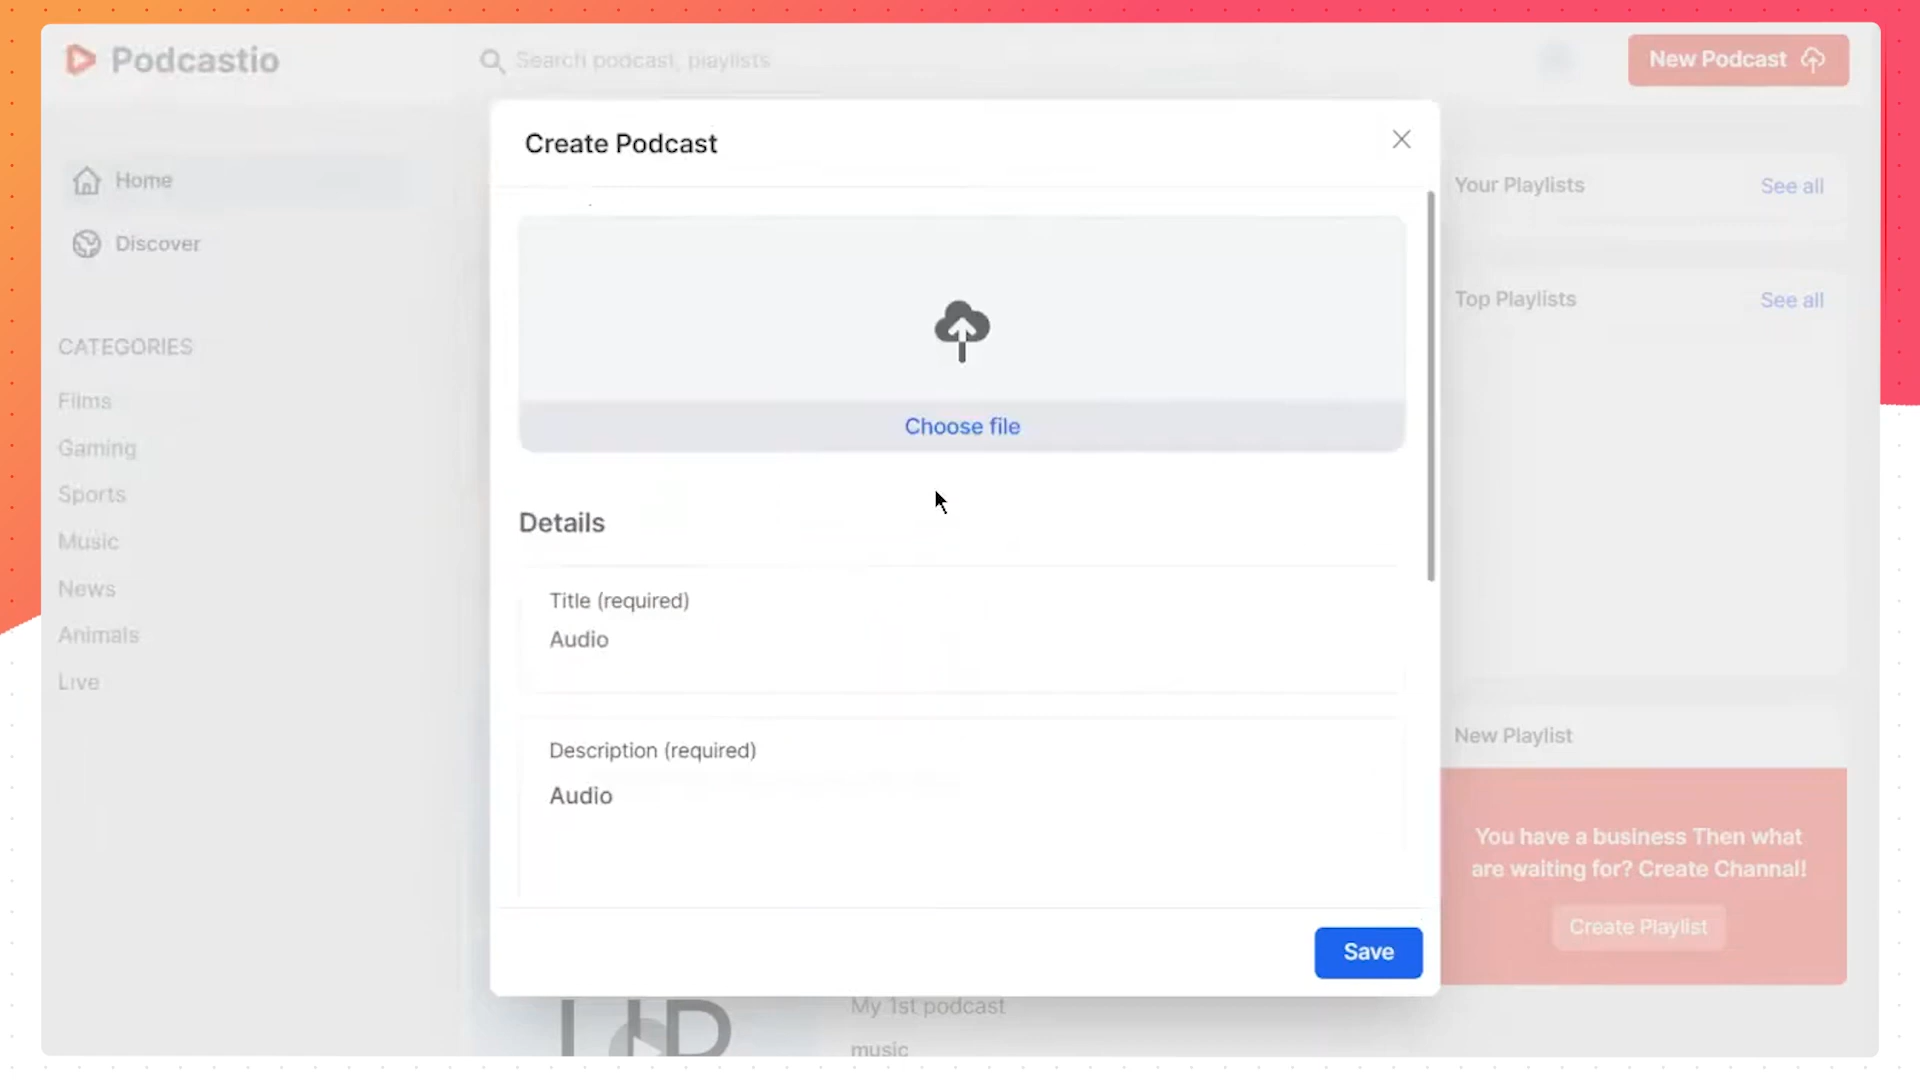 Podcastio
Search podcast, playlists
New Podcast
Home
Discover
CATEGORIES
Films
Gaming
Sports
Music
News
Animals
Live
Create Podcast
Choose file
Details
Title (required)
Audio
Description (required)
Audio
Save
Your Playlists
See all
Top Playlists
See all
New Playlist
You have a business Then what
are waiting for? Create Channal!
Create Playlist
My 1st podcast
music